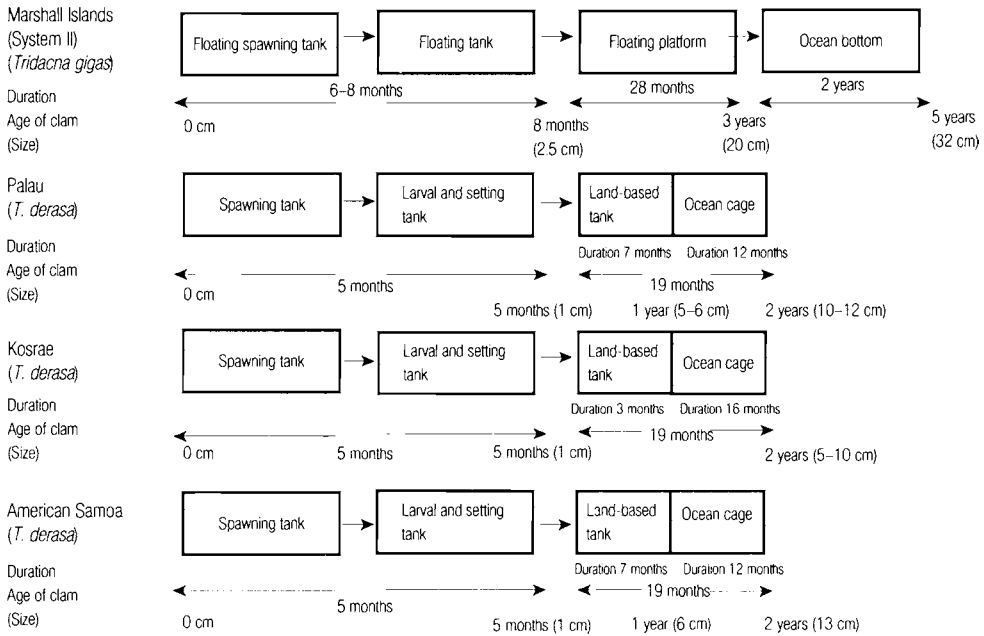 Marshall Islands
(System II)
(Tridacna gigas)
Floating spawning tank
Floating tank
Floating platform
Ocean bottom
Duration
6–8 months
28 months
2 years
Age of clam
(Size)
0 cm
8 months
(2.5 cm)
3 years
(20 cm)
5 years
(32 cm)
Palau
(T. derasa)
Spawning tank
Larval and setting
tank
Land-based
tank
Ocean cage
Duration
Duration 7 months
Duration 12 months
Age of clam
5 months
19 months
(Size)
0 cm
5 months (1 cm)
1 year (5–6 cm)
2 years (10–12 cm)
Kosrae
(T. derasa)
Spawning tank
Larval and setting
tank
Land-based
tank
Ocean cage
Duration
Duration 3 months
Duration 16 months
Age of clam
19 months
(Size)
0 cm
5 months
5 months (1 cm)
2 years (5–10 cm)
American Samoa
(T. derasa)
Spawning tank
Larval and setting
tank
Land-based
tank
Ocean cage
Duration
Duration 7 months
Duration 12 months
Age of clam
5 months
19 months
(Size)
0 cm
5 months (1 cm)
1 year (6 cm)
2 years (13 cm)